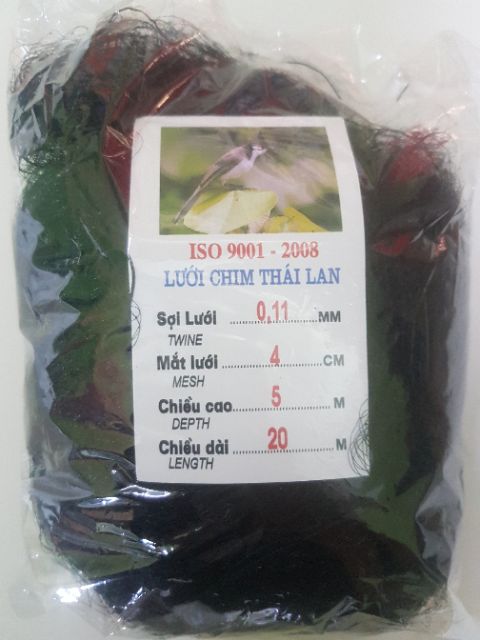 ISO 9001 - 2008
LƯỚI CHIM THÁI LAN
Sợi Lưới ................ 0,11 MM
TWINE
Mắt lưới ................ 4 CM
MESH
Chiều cao ................ 5 M
DEPTH
Chiều dài ................ 20 M
LENGTH